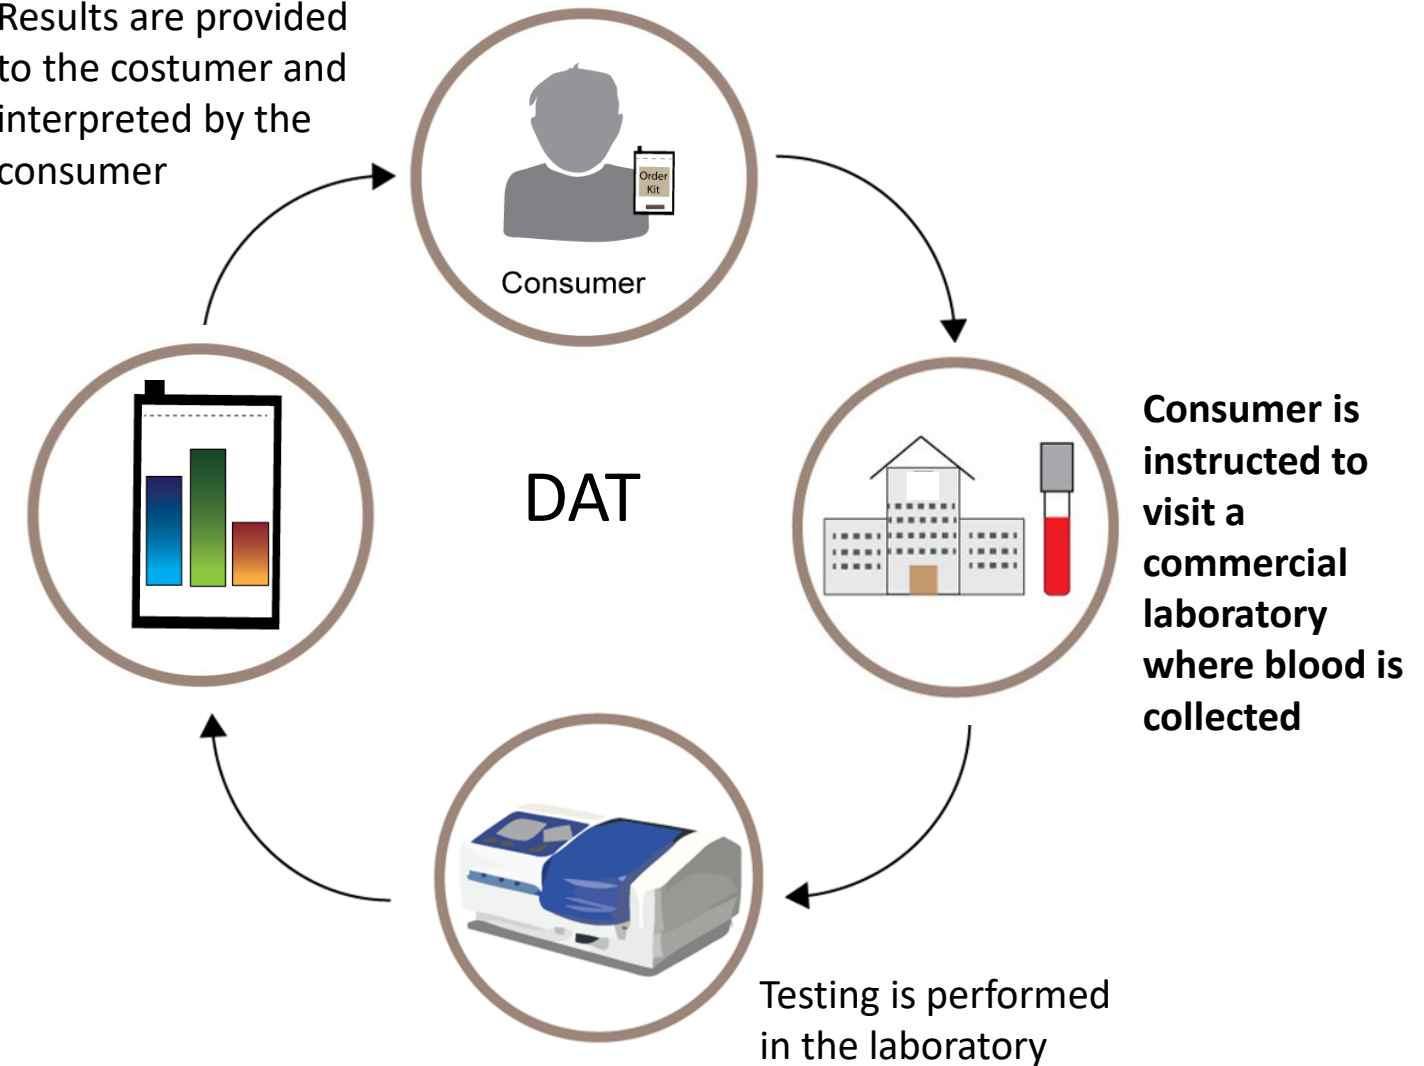 Results are provided
to the costumer and
interpreted by the
consumer
Order
Kit
Consumer
DAT
Consumer is
instructed to
visit a
commercial
laboratory
where blood is
collected
Testing is performed
in the laboratory